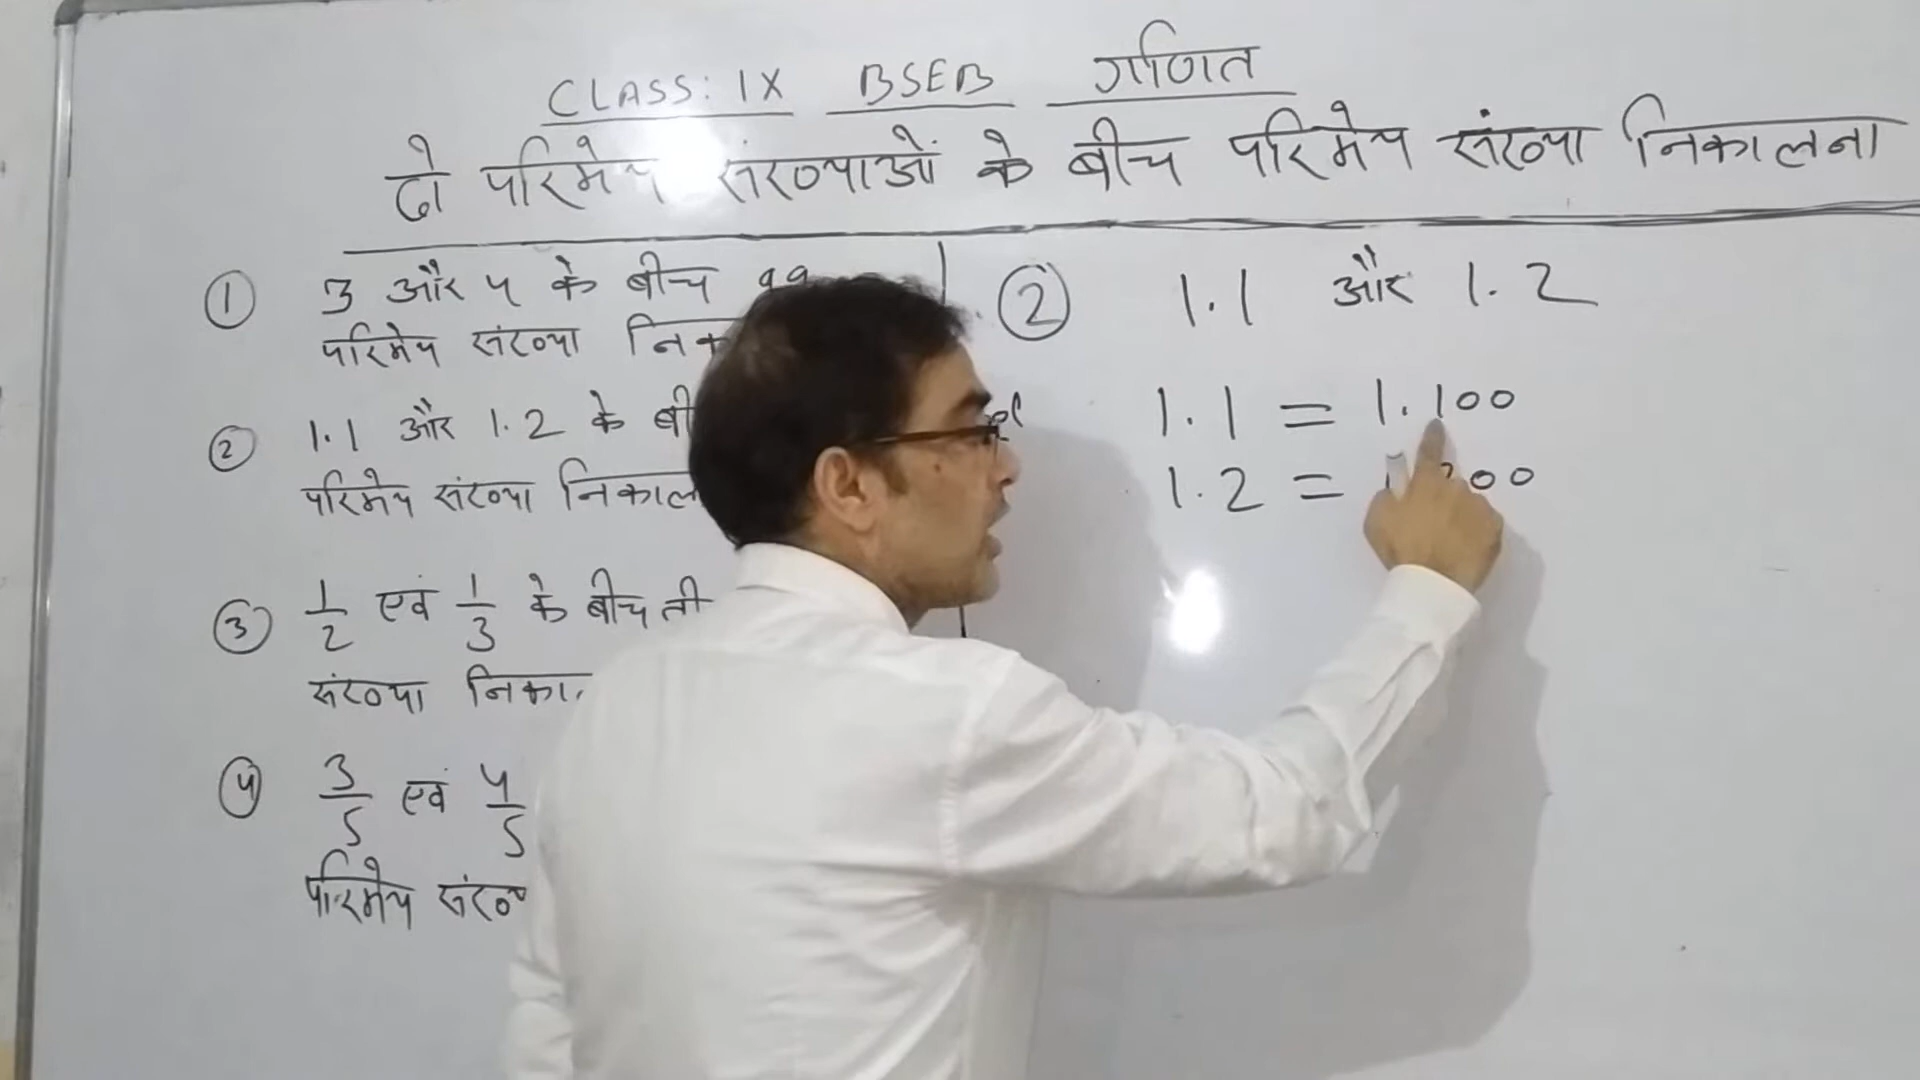 CLASS: IX BSEB गणित
दो परिमेय संख्याओं के बीच परिमेय संख्या निकालना
① 3 और 4 के बीच
परिमेय संख्या
② 1.1 और 1.2 के
परिमेय संख्या
③ 1/2 एवं 1/3 के बीच
संख्या
④ 3/5 एवं 4/5
परिमेय
② 1.1 और 1.2
1.1 = 1.100
1.2 =